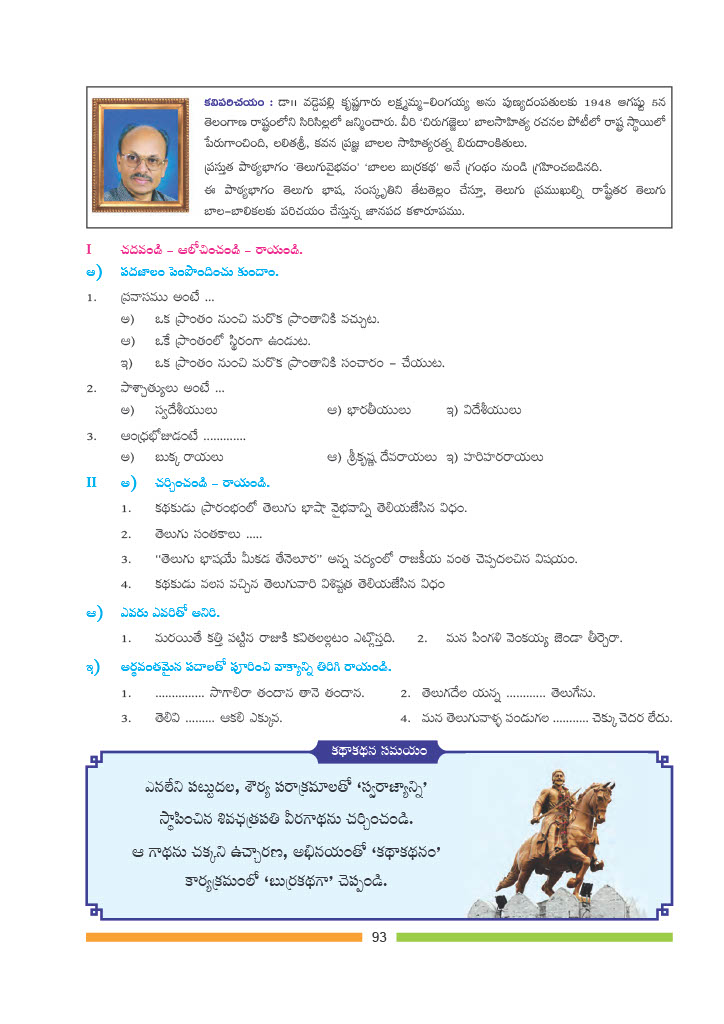 కవిపరిచయం : డా॥ వడ్డెపల్లి కృష్ణగారు లక్ష్మమ్మ-లింగయ్య అను పుణ్యదంపతులకు 1948 ఆగష్టు 5న
తెలంగాణ రాష్ట్రంలోని సిరిసిల్లలో జన్మించారు. వీరి 'చిరుగజ్జెలు' బాలసాహిత్య రచనల పోటీలో రాష్ట్ర స్థాయిలో
పేరుగాంచింది, లలితశ్రీ, కవన ప్రజ్ఞ బాలల సాహిత్యరత్న బిరుదాంకితులు.
ప్రస్తుత పాఠ్యభాగం 'తెలుగువైభవం' 'బాలల బుర్రకథ' అనే గ్రంథం నుండి గ్రహించబడినది.
ఈ పాఠ్యభాగం తెలుగు భాష, సంస్కృతిని తేటతెల్లం చేస్తూ, తెలుగు ప్రముఖుల్ని రాష్ట్రేతర తెలుగు
బాల-బాలికలకు పరిచయం చేస్తున్న జానపద కళారూపము.
I చదవండి - ఆలోచించండి - రాయండి.
అ) పదజాలం పెంపొందించు కుందాం.
1. ప్రవాసము అంటే ...
అ) ఒక ప్రాంతం నుంచి మరొక ప్రాంతానికి వచ్చుట.
ఆ) ఒకే ప్రాంతంలో స్థిరంగా ఉండుట.
ఇ) ఒక ప్రాంతం నుంచి మరొక ప్రాంతానికి సంచారం - చేయుట.
2. పాశ్చాత్యులు అంటే ...
అ) స్వదేశీయులు ఆ) భారతీయులు ఇ) విదేశీయులు
3. ఆంధ్రభోజుడంటే .............
అ) బుక్క రాయలు ఆ) శ్రీకృష్ణ దేవరాయలు ఇ) హరిహరరాయలు
II అ) చర్చించండి - రాయండి.
1. కథకుడు ప్రారంభంలో తెలుగు భాషా వైభవాన్ని తెలియజేసిన విధం.
2. తెలుగు సంతకాలు .....
3. "తెలుగు భాషయే మీకడ తేనెలూర" అన్న పద్యంలో రాజకీయ వంత చెప్పదలచిన విషయం.
4. కథకుడు వలస వచ్చిన తెలుగువారి విశిష్టత తెలియజేసిన విధం
ఆ) ఎవరు ఎవరితో అనిరి.
1. మరయితే కత్తి పట్టిన రాజుకి కవితలల్లటం ఎట్లొస్తది. 2. మన పింగళి వెంకయ్య జెండా తీర్చెరా.
ఇ) అర్థవంతమైన పదాలతో పూరించి వాక్యాన్ని తిరిగి రాయండి.
1. ............... సాగాలిరా తందాన తానె తందాన. 2. తెలుగదేల యన్న ............ తెలుగేను.
3. తెలివి ......... ఆకలి ఎక్కువ. 4. మన తెలుగువాళ్ళ పండుగల ........... చెక్కు చెదర లేదు.
కథాకథన సమయం
ఎనలేని పట్టుదల, శౌర్య పరాక్రమాలతో 'స్వరాజ్యాన్ని'
స్థాపించిన శివఛత్రపతి వీరగాథను చర్చించండి.
ఆ గాథను చక్కని ఉచ్చారణ, అభినయంతో 'కథాకథనం'
కార్యక్రమంలో 'బుర్రకథగా' చెప్పండి.
93